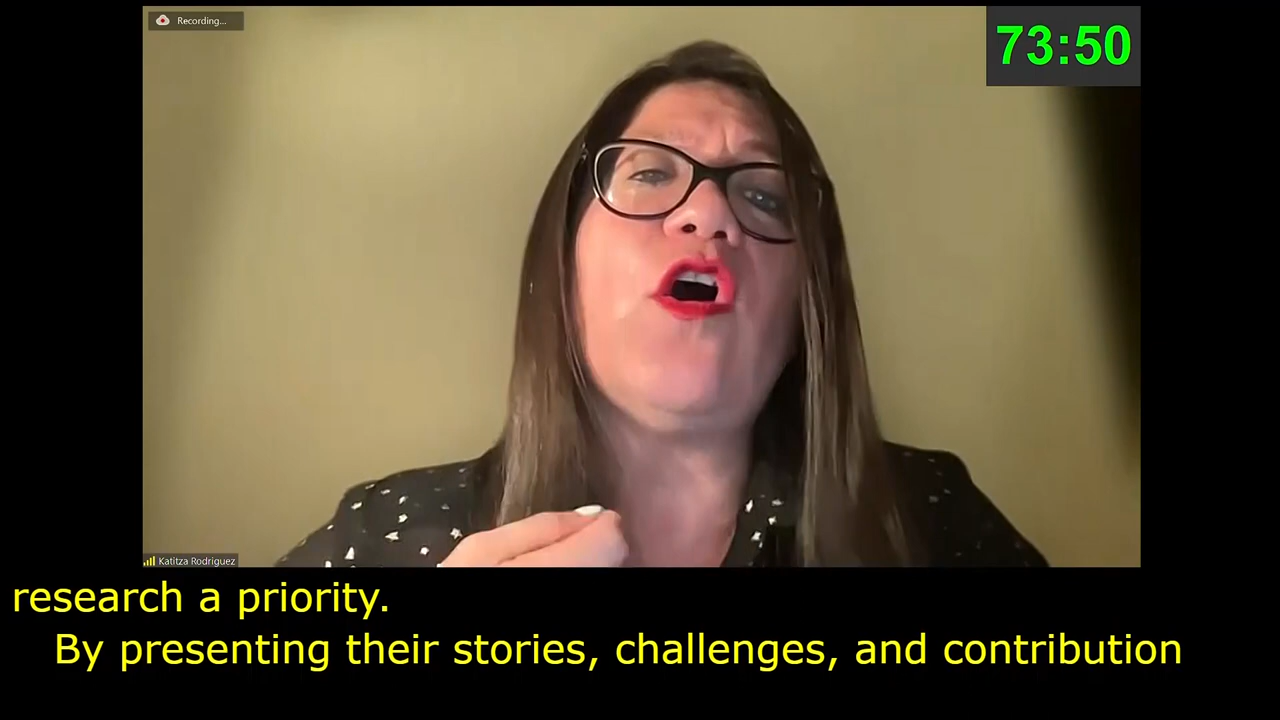 Recording...
73:50
Katitza Rodriguez
research a priority.
By presenting their stories, challenges, and contribution